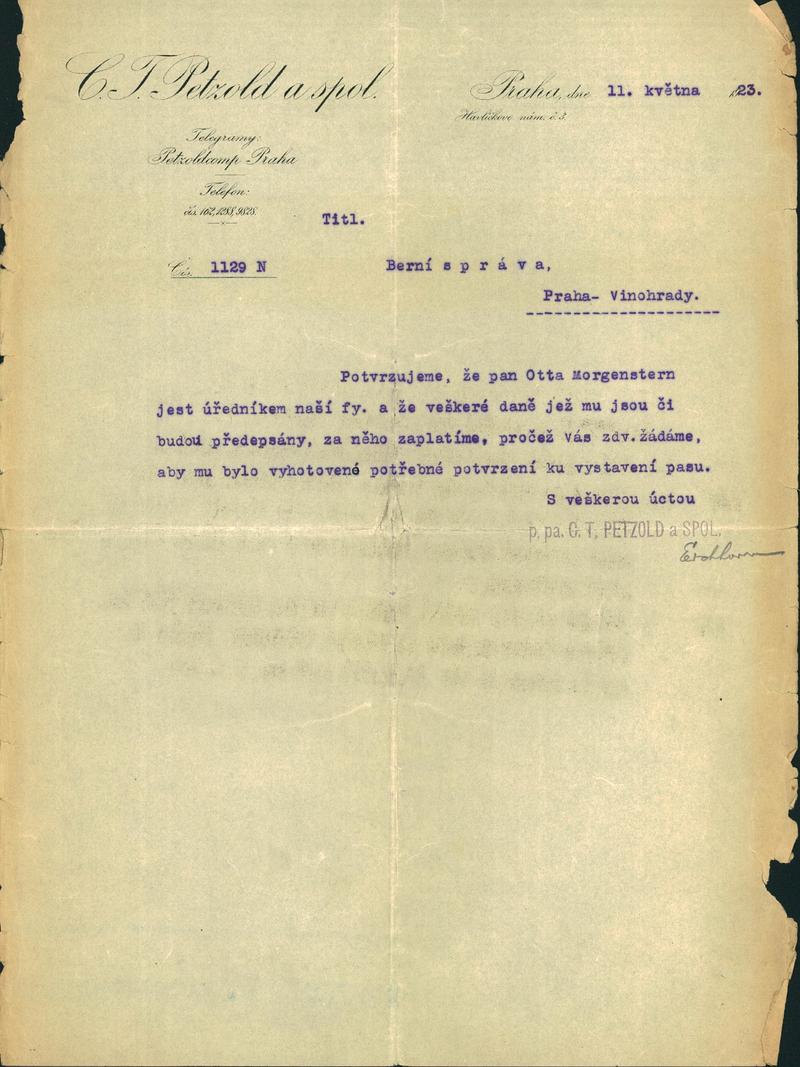 C. T. Petzold a spol.
Praha, dne 11. května 23.
Havlíčkovo nám. č. 3.
Telegramy:
Petzoldcomp Praha
Telefon:
čís. 162, 1288, 9828.
Titl.
Čís. 1129 N
Berní s p r á v a,
Praha- Vinohrady.
Potvrzujeme, že pan Otta Morgenstern
jest úředníkem naší fy. a že veškeré daně jež mu jsou či
budou předepsány, za něho zaplatíme, pročež Vás zdv.žádáme,
aby mu bylo vyhotovené potřebné potvrzení ku vystavení pasu.
S veškerou úctou
p. pa. C. T. PETZOLD a SPOL.